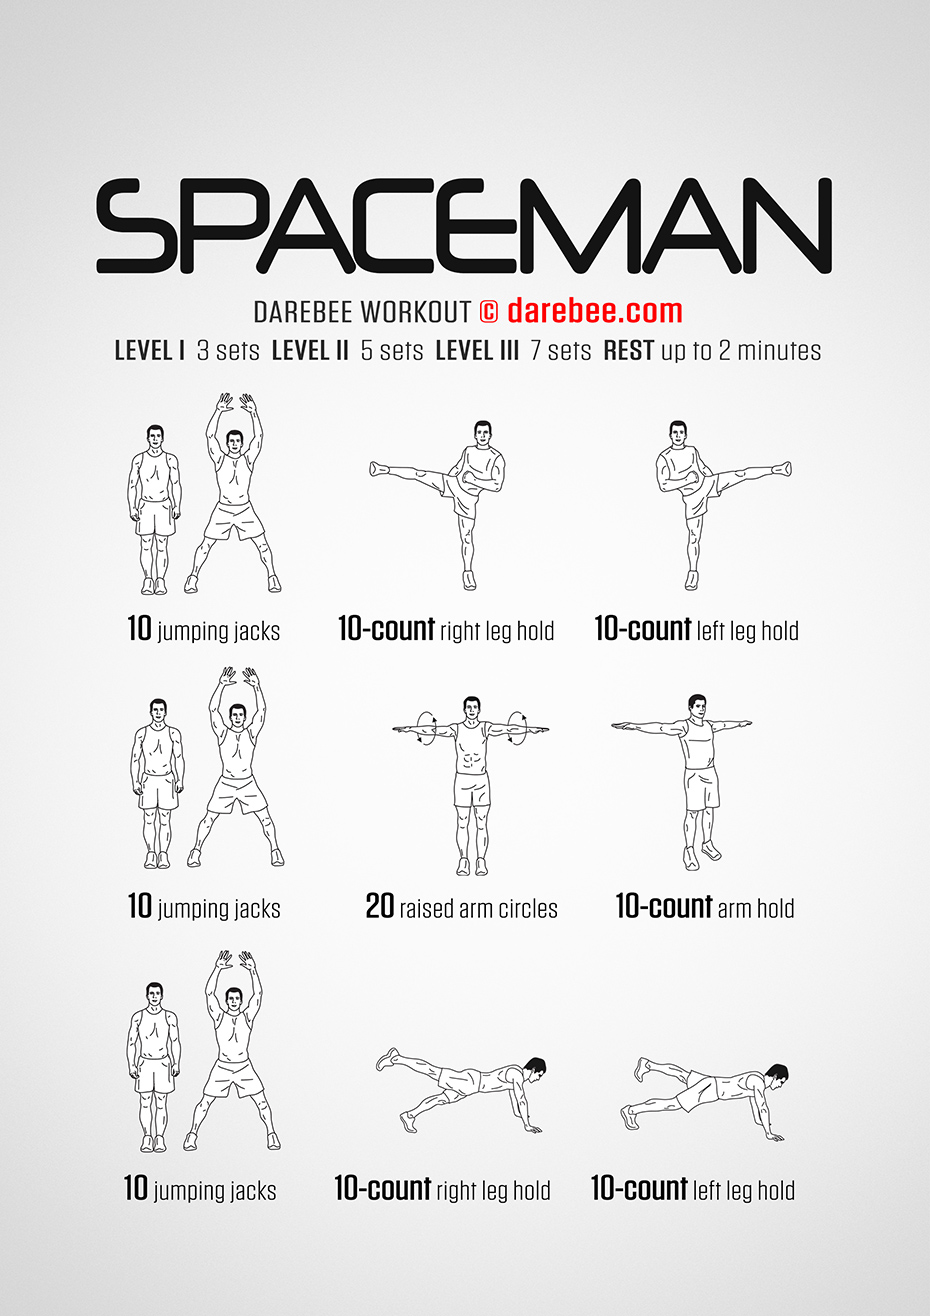 SPACEMAN
DAREBEE WORKOUT © darebee.com
LEVEL I 3 sets LEVEL II 5 sets LEVEL III 7 sets REST up to 2 minutes
10 jumping jacks
10-count right leg hold
10-count left leg hold
10 jumping jacks
20 raised arm circles
10-count arm hold
10 jumping jacks
10-count right leg hold
10-count left leg hold